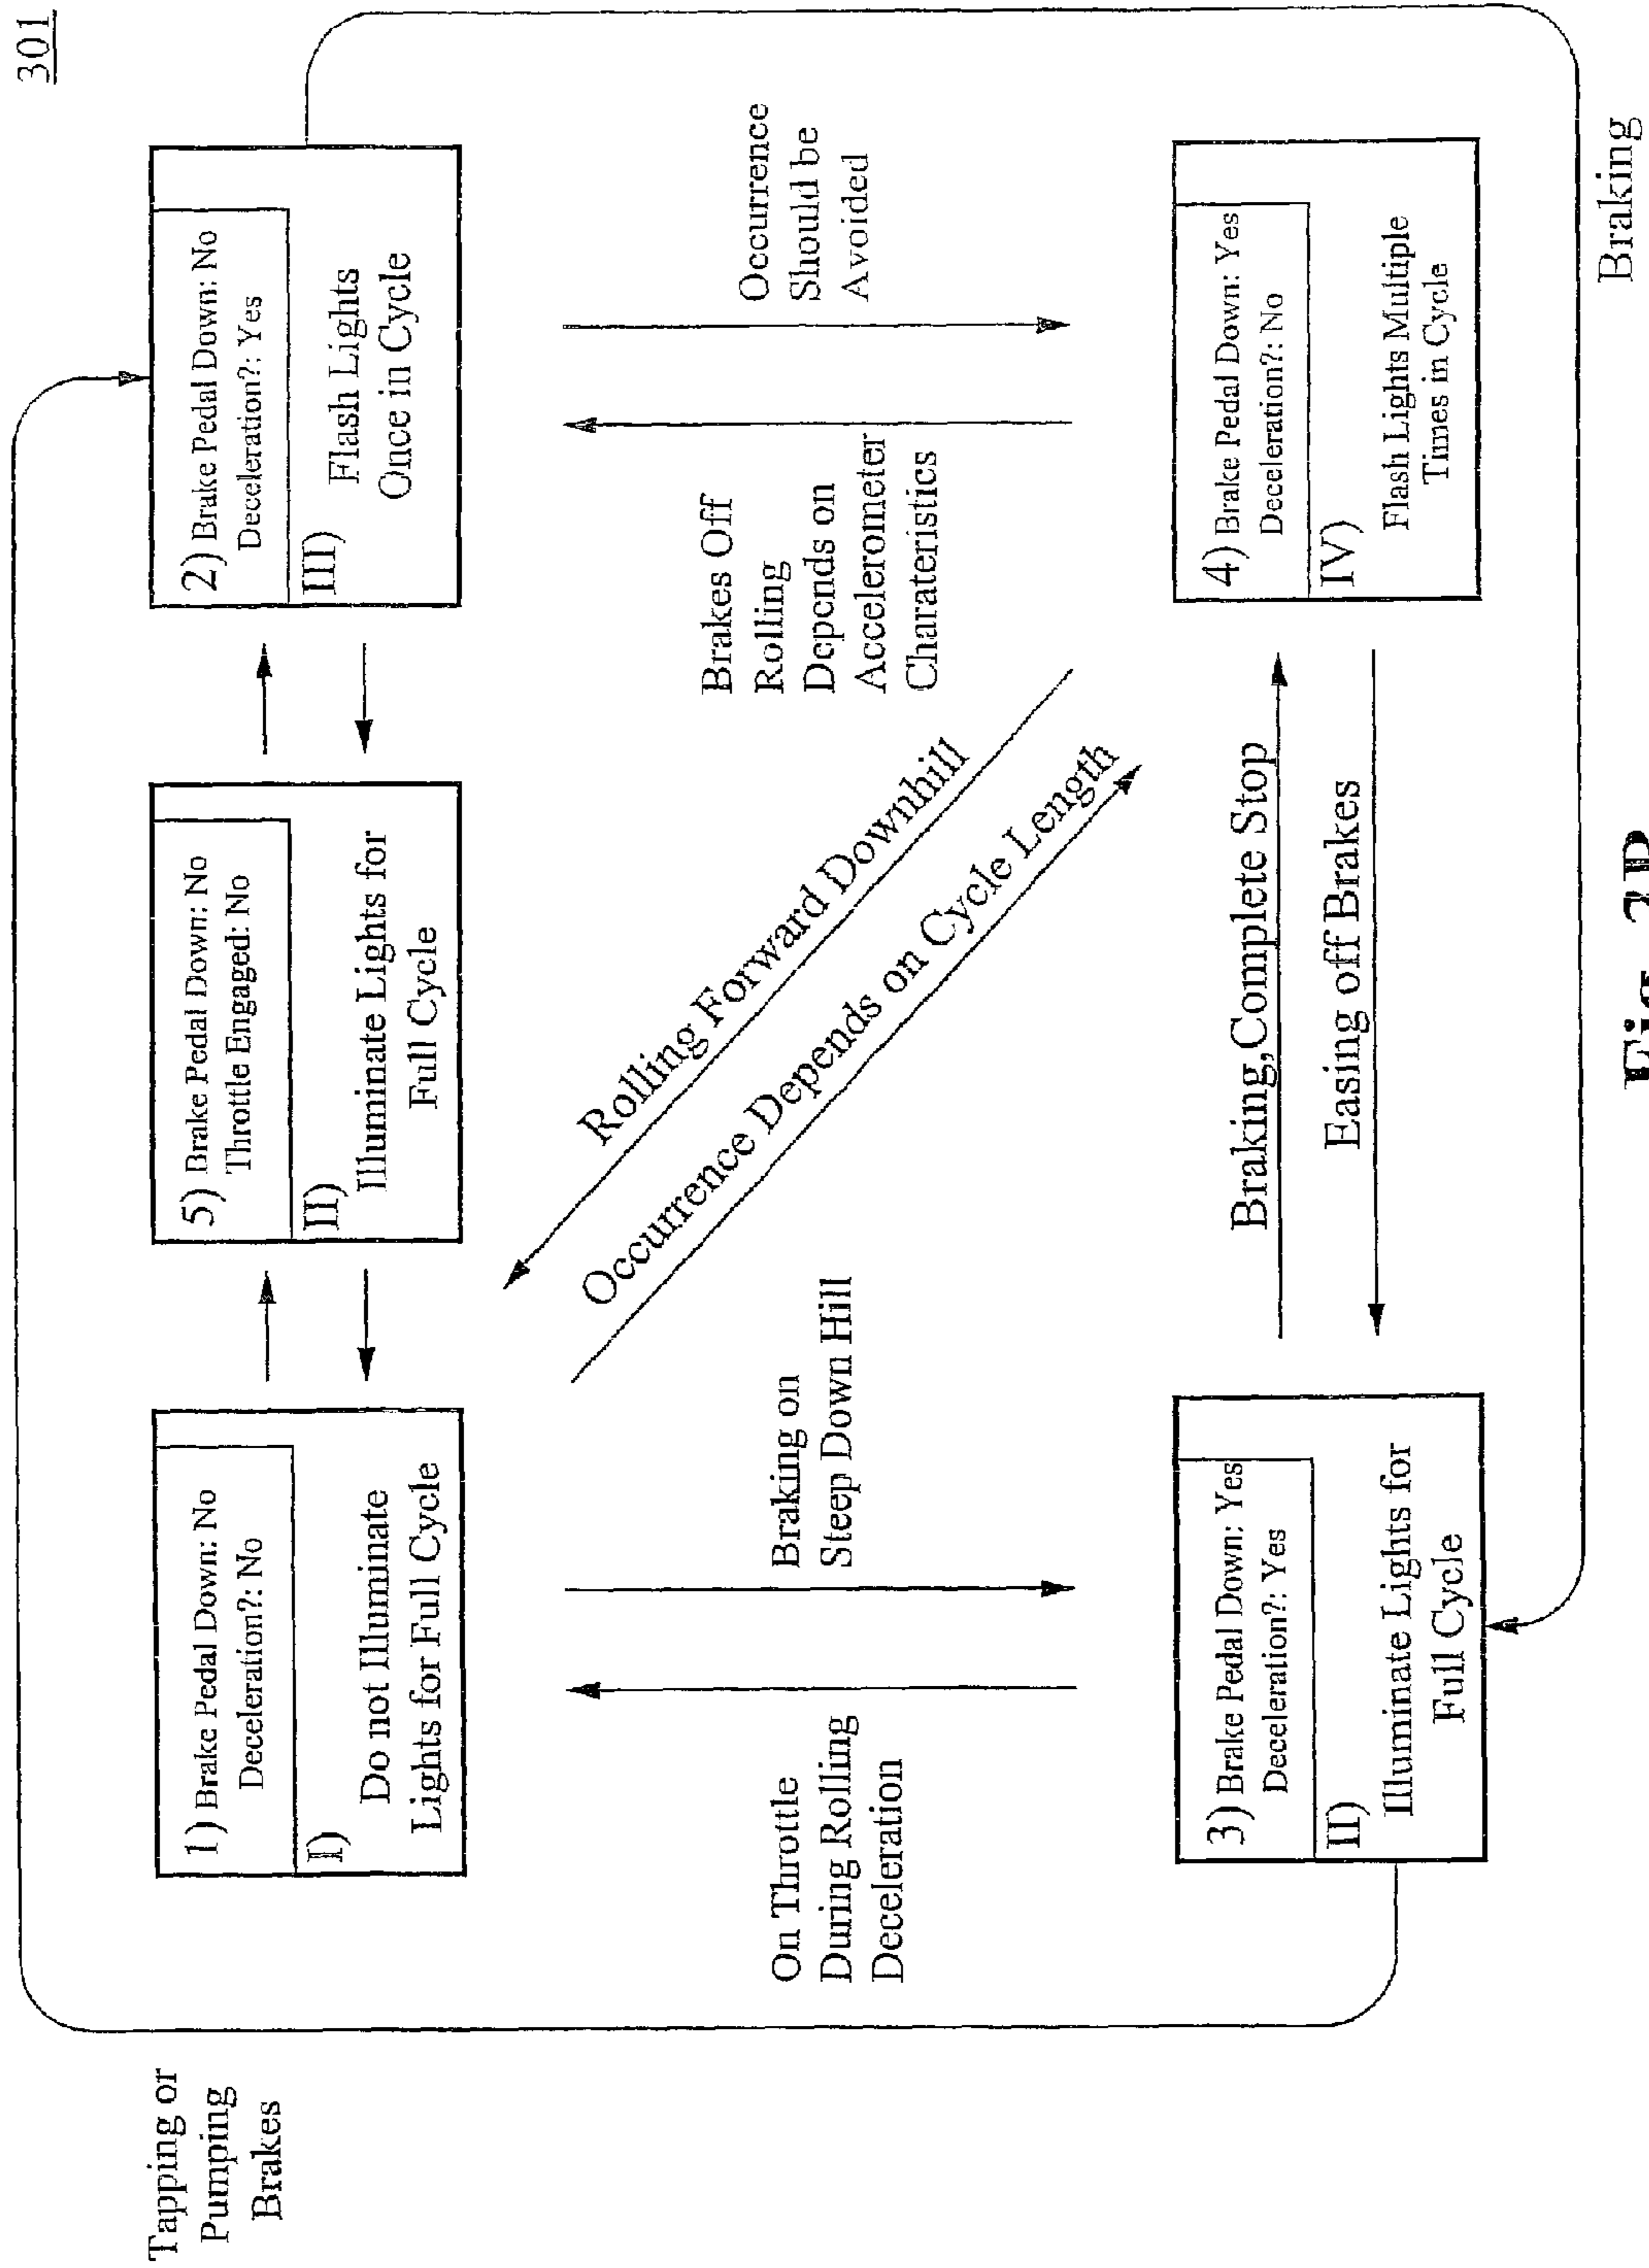 301
Tapping or
Pumping
Brakes
1) Brake Pedal Down: No
Deceleration?: No
I)
Do not Illuminate
Lights for Full Cycle
5) Brake Pedal Down: No
Throttle Engaged: No
II)
Illuminate Lights for
Full Cycle
2) Brake Pedal Down: No
Deceleration?: Yes
III)
Flash Lights
Once in Cycle
On Throttle
During Rolling
Deceleration
Braking on
Steep Down Hill
Rolling Forward Downhill
Occurrence Depends on Cycle Length
Brakes Off
Rolling
Depends on
Accelerometer
Charateristics
Occurrence
Should be
Avoided
3) Brake Pedal Down: Yes
Deceleration?: Yes
II)
Illuminate Lights for
Full Cycle
Braking,Complete Stop
Easing off Brakes
4) Brake Pedal Down: Yes
Deceleration?: No
IV)
Flash Lights Multiple
Times in Cycle
Braking